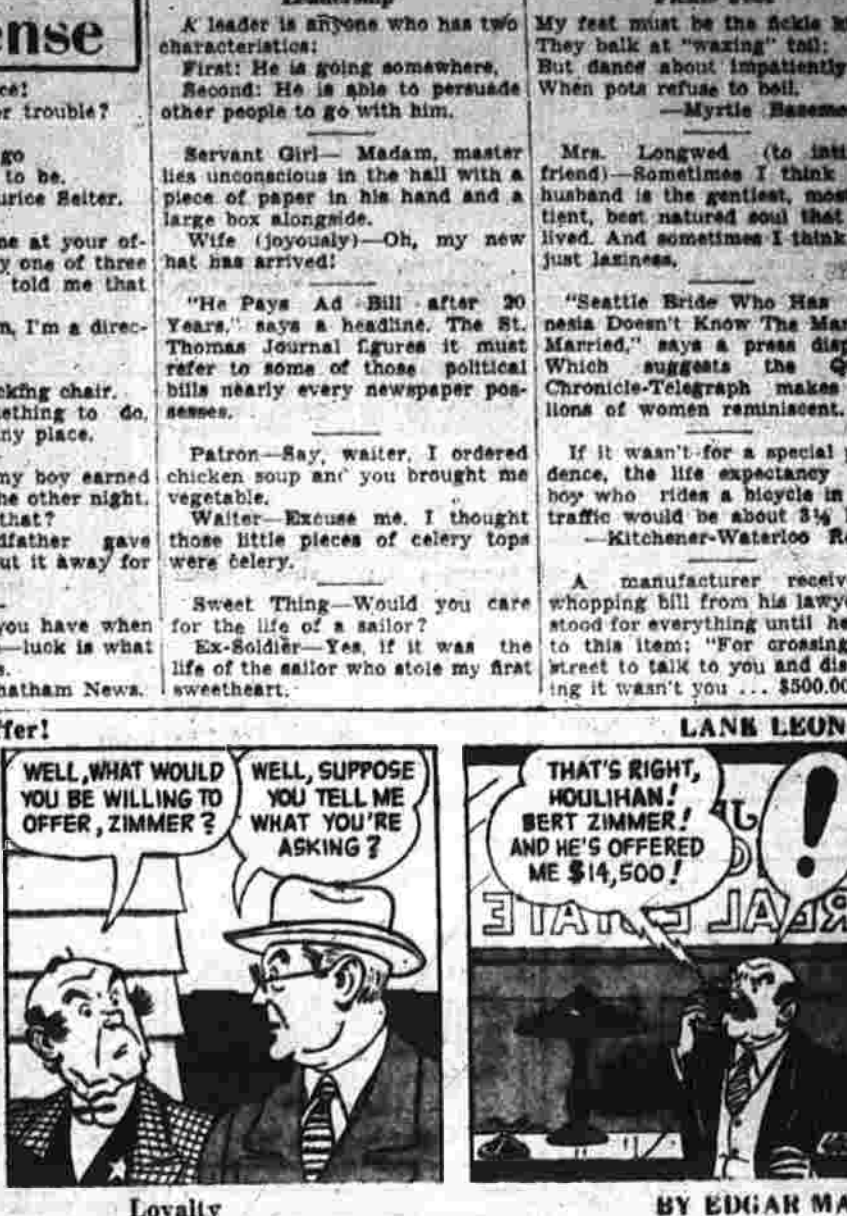 ense
ce!
r trouble?
go
to be.
urice Seiter.
ne at your of-
y one of three
told me that
n, I'm a direc-
cking chair.
ething to do,
ny place.
my boy earned
he other night.
that?
dfather gave
ut it away for
you have when
—luck is what
s.
hatham News.
Leadership
A leader is anyone who has two
characteristics:
First: He is going somewhere,
Second: He is able to persuade
other people to go with him.
Servant Girl— Madam, master
lies unconscious in the hall with a
piece of paper in his hand and a
large box alongside.
Wife (joyously)—Oh, my new
hat has arrived!
"He Pays Ad Bill after 20
Years," says a headline. The St.
Thomas Journal figures it must
refer to some of those political
bills nearly every newspaper pos-
sesses.
Patron—Say, waiter, I ordered
chicken soup and you brought me
vegetable.
Waiter—Excuse me. I thought
those little pieces of celery tops
were celery.
Sweet Thing—Would you care
for the life of a sailor?
Ex-Soldier—Yes, if it was the
life of the sailor who stole my first
sweetheart.
My feet must be the fickle
They balk at "waxing" tail;
But dance about impatiently
When pots refuse to boil.
—Myrtle
Mrs. Longwed (to inti
friend)—Sometimes I think
husband is the gentlest, most
tient, best natured soul that
lived. And sometimes I think
just laziness.
"Seattle Bride Who Has
nesia Doesn't Know The Man
Married," says a press disp
Which suggests the Q
Chronicle-Telegraph makes
lions of women reminiscent.
If it wasn't for a special p
dence, the life expectancy
boy who rides a bicycle in
traffic would be about 3½
—Kitchener-Waterloo Re
A manufacturer receive
whopping bill from his lawye
stood for everything until he
to this item: "For crossing
street to talk to you and dis
ing it wasn't you ... $500.00
ffer!
LANK LEON
WELL, WHAT WOULD
YOU BE WILLING TO
OFFER, ZIMMER?
WELL, SUPPOSE
YOU TELL ME
WHAT YOU'RE
ASKING?
THAT'S RIGHT,
HOULIHAN!
BERT ZIMMER!
AND HE'S OFFERED
ME $14,500!
!
REAL ESTATE
Loyalty
BY EDGAR MA